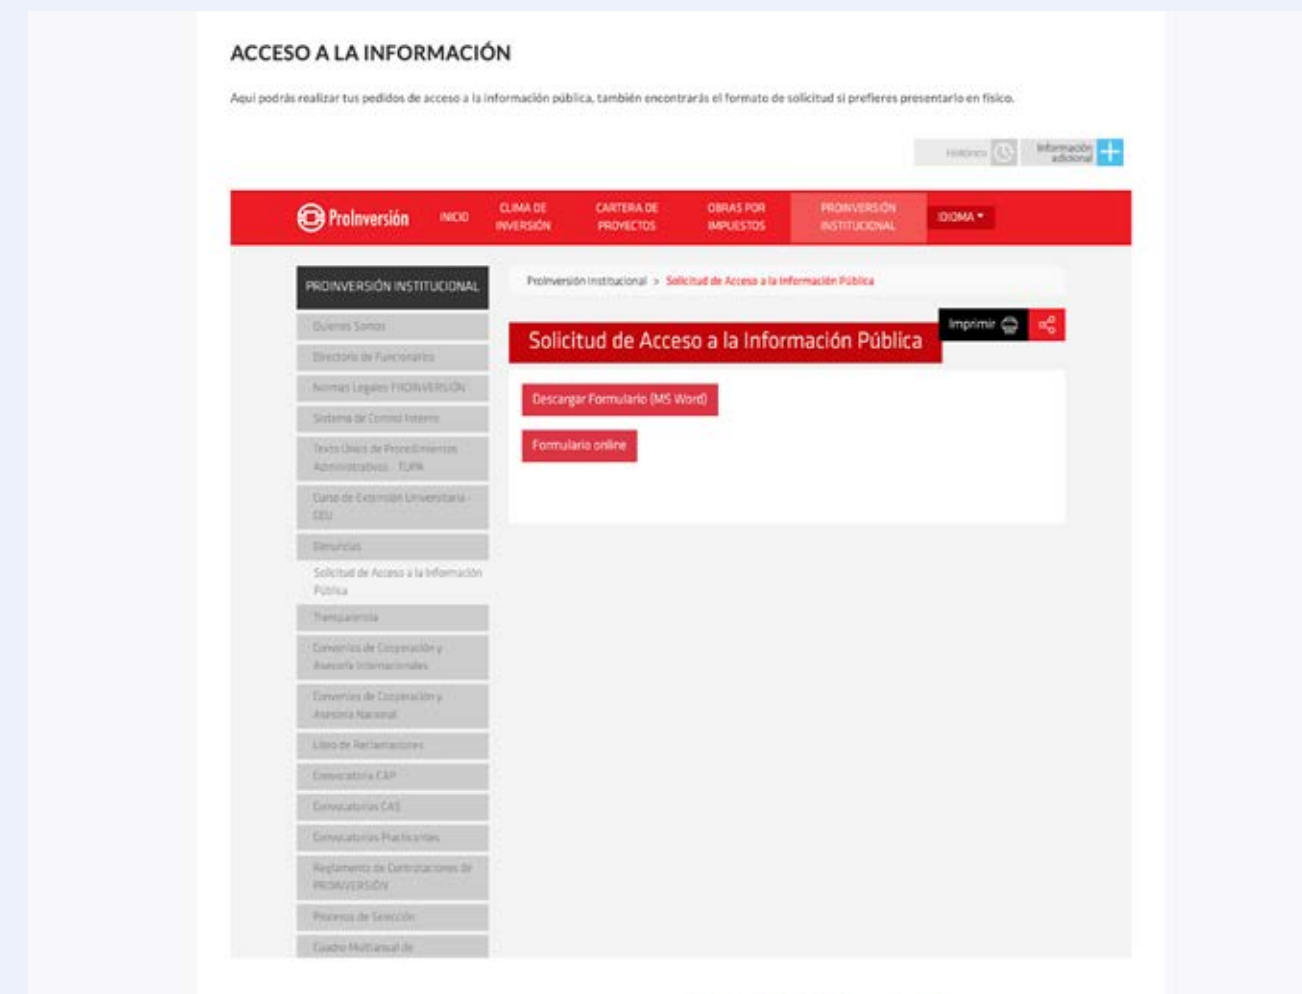 ACCESO A LA INFORMACIÓN
Aquí podrás realizar tus pedidos de acceso a la información pública, también encontrarás el formato de solicitud si prefieres presentarlo en físico.
Histórico
Información
adicional
ProInversión
INICIO
CLIMA DE
INVERSIÓN
CARTERA DE
PROYECTOS
OBRAS POR
IMPUESTOS
PROINVERSIÓN
INSTITUCIONAL
IDIOMA
PROINVERSIÓN INSTITUCIONAL
Quienes Somos
Directorio de Funcionarios
Normas Legales PROINVERSIÓN
Sistema de Control Interno
Texto Único de Procedimientos
Administrativos - TUPA
Curso de Extensión Universitaria -
CEU
Denuncias
Solicitud de Acceso a la Información
Pública
Transparencia
Convenios de Cooperación y
Asesoría Internacionales
Convenios de Cooperación y
Asesoría Nacional
Libro de Reclamaciones
Convocatoria CAP
Convocatorias CAS
Convocatorias Practicantes
Reglamento de Contrataciones de
PROINVERSIÓN
Procesos de Selección
Cuadro Multianual de
ProInversión Institucional > Solicitud de Acceso a la Información Pública
Imprimir
Solicitud de Acceso a la Información Pública
Descargar Formulario (MS Word)
Formulario online